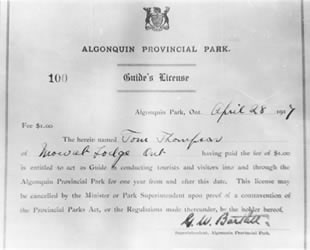 ALGONQUIN PROVINCIAL PARK.
100 Guide's License
Algonquin Park, Ont. April 28 1917
Fee $1.00
The herein named Tom Thompson
of Mowat Lodge Ont having paid the fee of $1.00
is entitled to act as Guide in conducting tourists and visitors into and through the
Algonquin Provincial Park for one year from and after this date. This license may
be cancelled by the Minister or Park Superintendent upon proof of a contravention of
the Provincial Parks Act, or the Regulations made thereunder, by the holder hereof.
G. W. Bartlett
Superintendent, Algonquin Provincial Park.